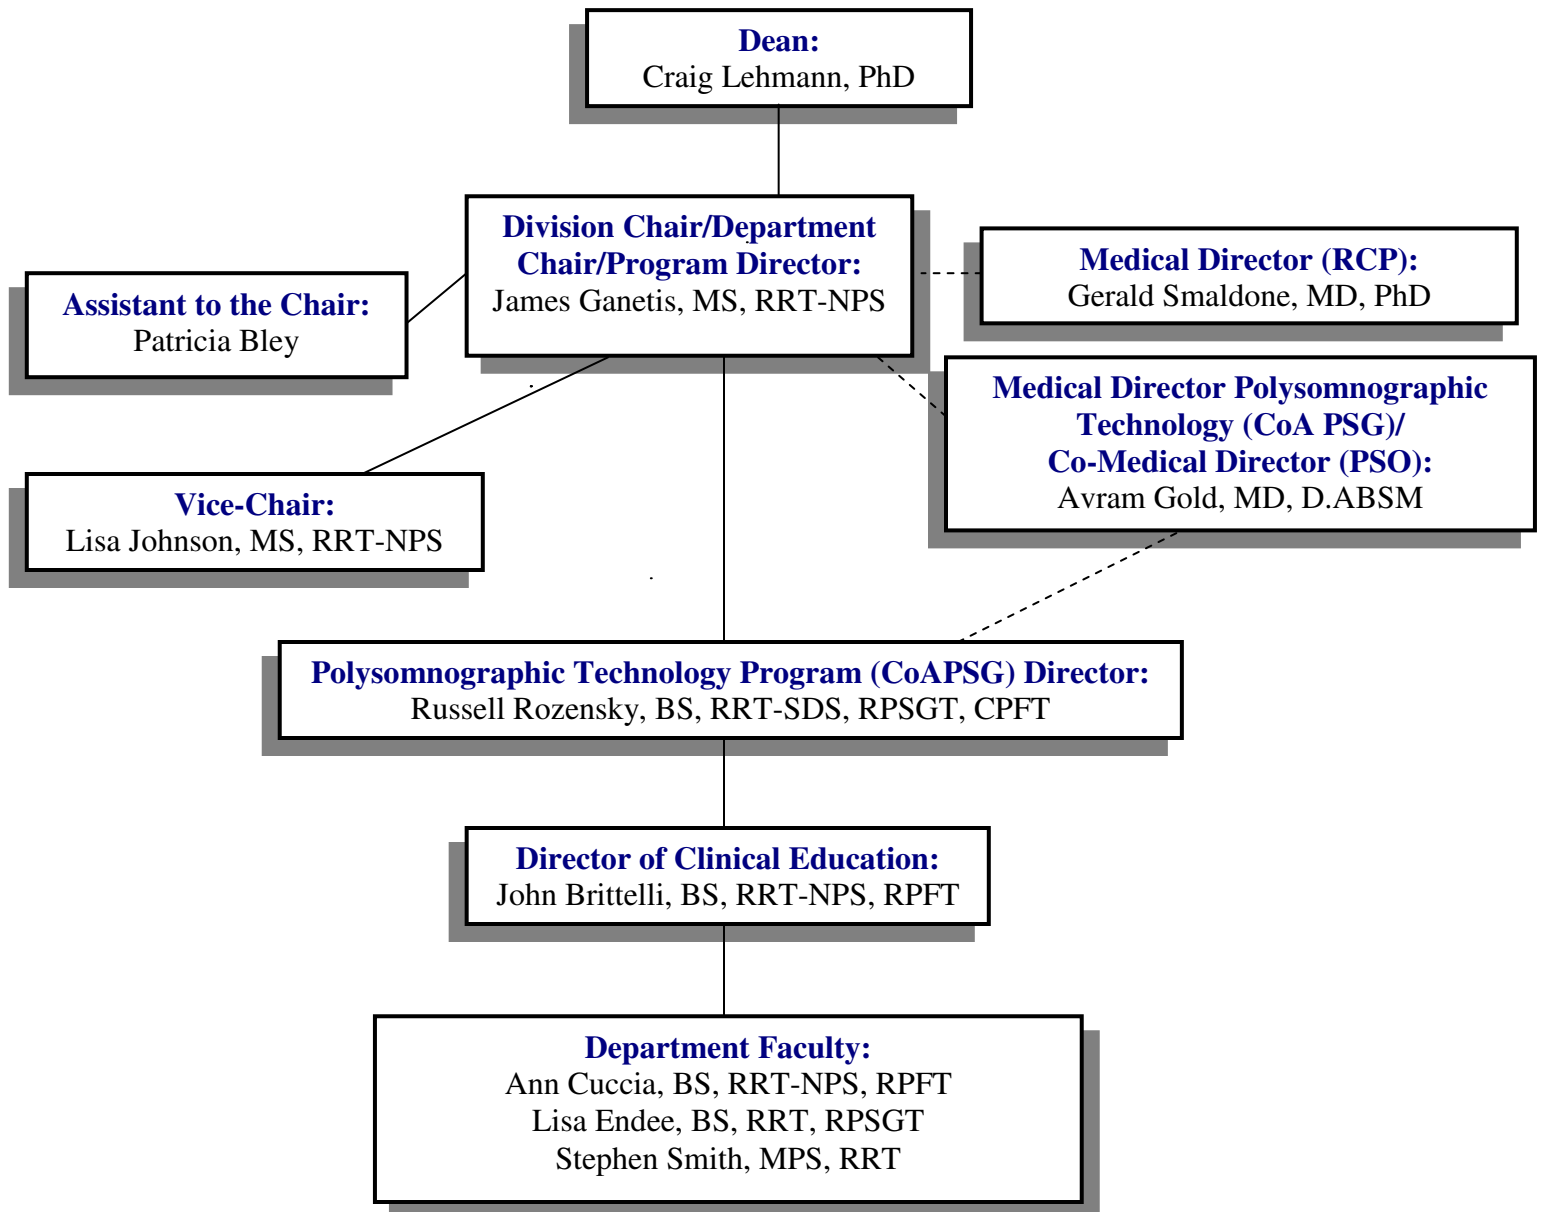 Dean:
Craig Lehmann, PhD
Division Chair/Department
Chair/Program Director:
James Ganetis, MS, RRT-NPS
Medical Director (RCP):
Gerald Smaldone, MD, PhD
Assistant to the Chair:
Patricia Bley
Medical Director Polysomnographic
Technology (CoA PSG)/
Co-Medical Director (PSO):
Avram Gold, MD, D.ABSM
Vice-Chair:
Lisa Johnson, MS, RRT-NPS
Polysomnographic Technology Program (CoAPSG) Director:
Russell Rozensky, BS, RRT-SDS, RPSGT, CPFT
Director of Clinical Education:
John Brittelli, BS, RRT-NPS, RPFT
Department Faculty:
Ann Cuccia, BS, RRT-NPS, RPFT
Lisa Endee, BS, RRT, RPSGT
Stephen Smith, MPS, RRT